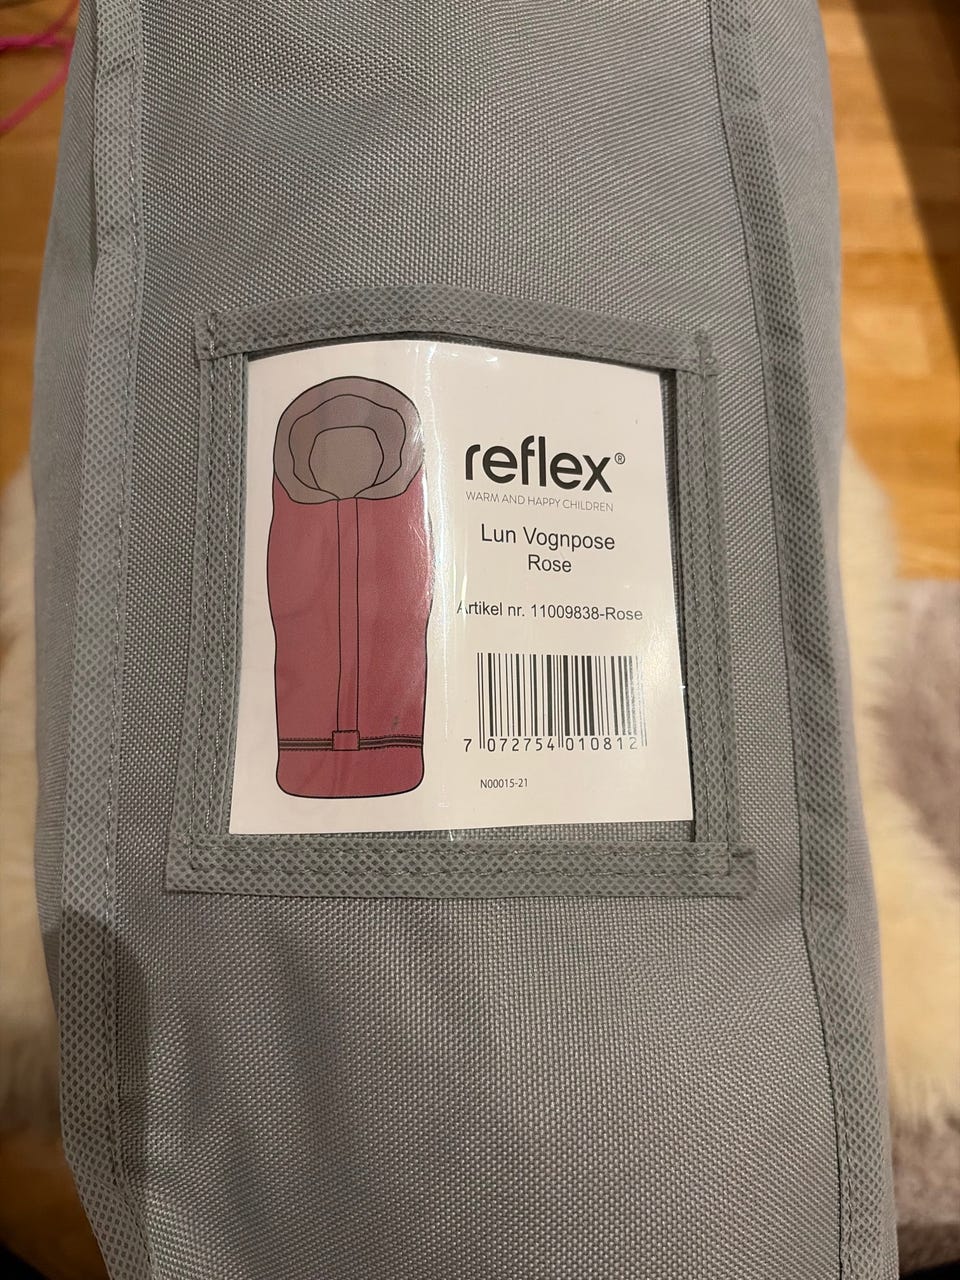 reflex®
WARM AND HAPPY CHILDREN
Lun Vognpose
Rose
Artikel nr. 11009838-Rose
7 072754 010812
N00015-21